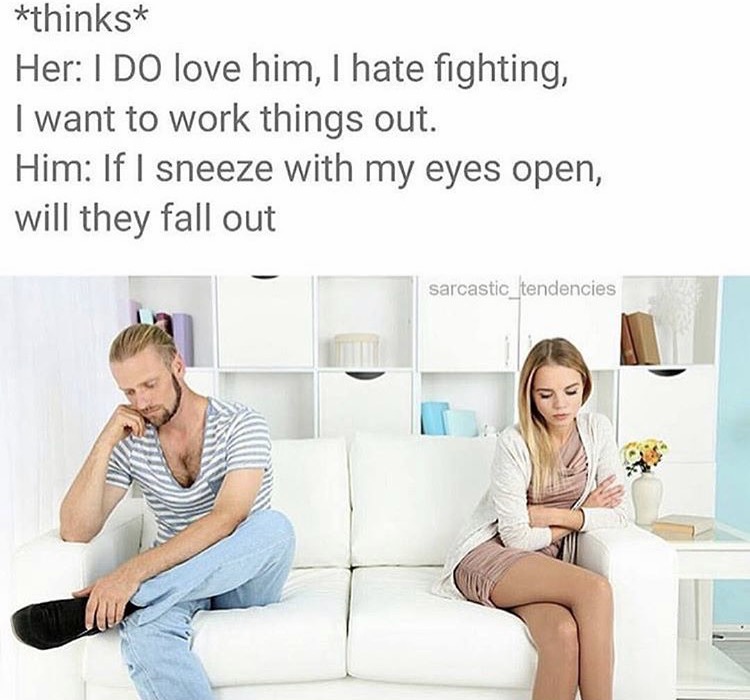 *thinks*
Her: I DO love him, I hate fighting,
I want to work things out.
Him: If I sneeze with my eyes open,
will they fall out
sarcastic_tendencies